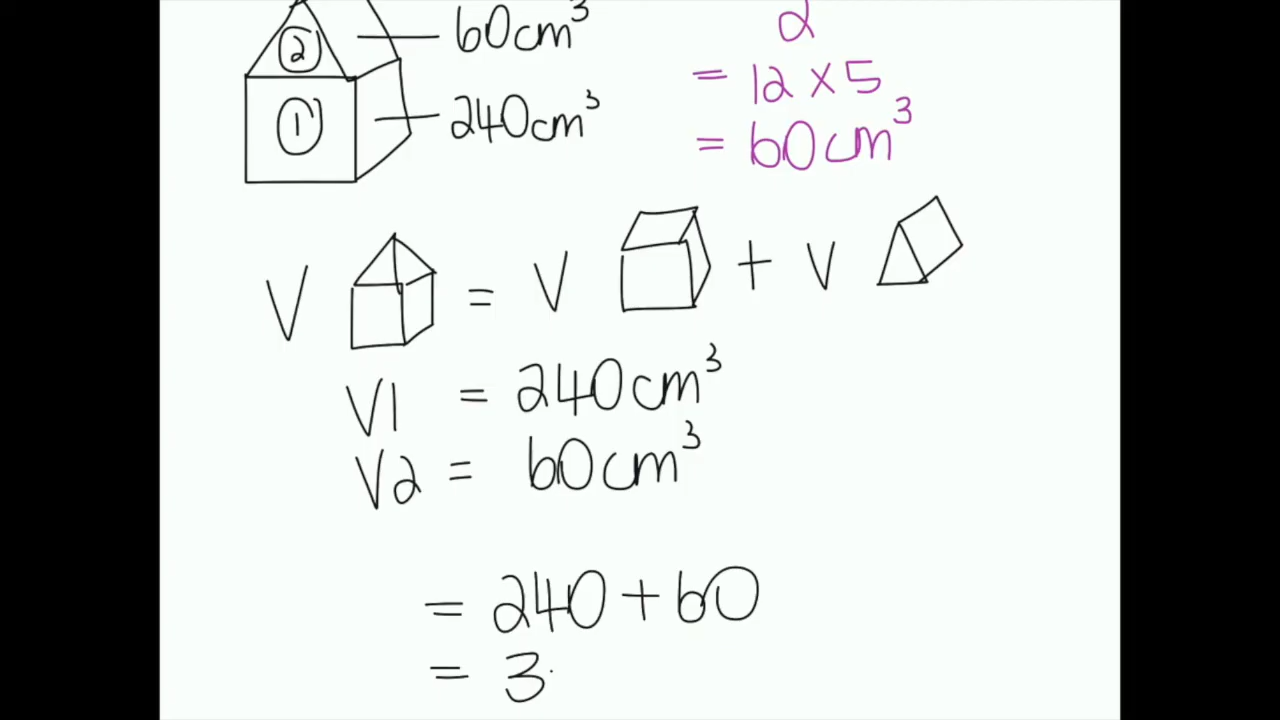 ② 60cm³
① 240cm³
2
= 12 x 5
= 60cm³
V = V + V
V1 = 240cm³
V2 = 60cm³
= 240 + 60
= 3